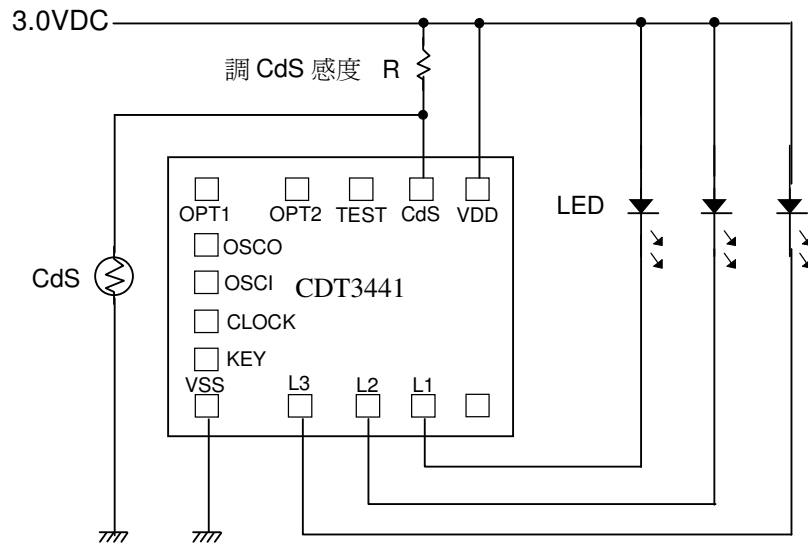 3.0VDC
調 CdS 感度 R
OPT1 OPT2 TEST CdS VDD
LED
OSCO
CdS
OSCI
CDT3441
CLOCK
KEY
VSS L3 L2 L1